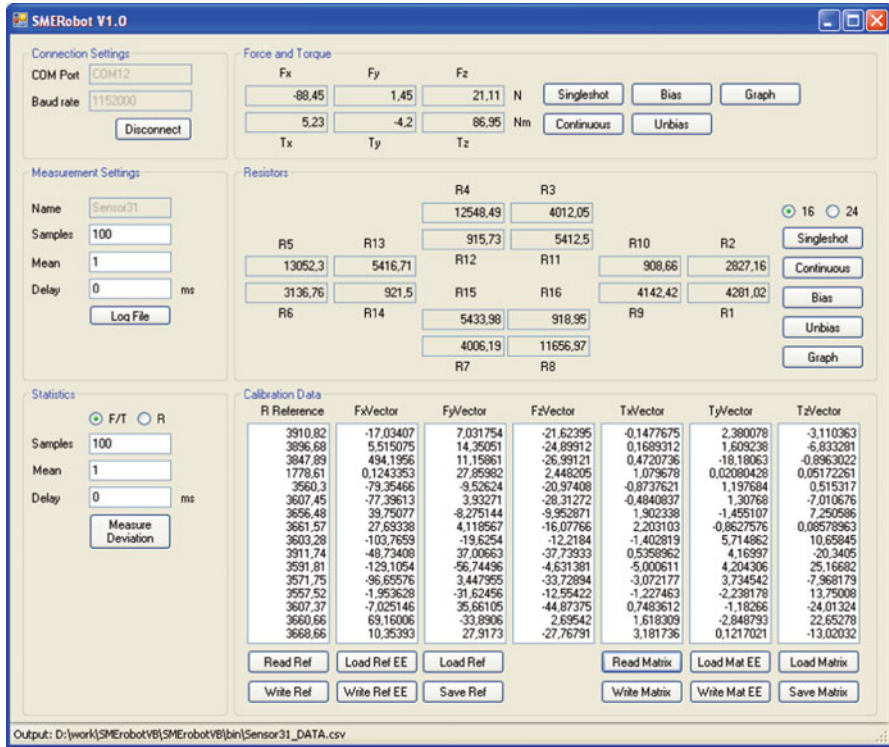 SMERobot V1.0
Connection Settings
COM Port COM12
Baud rate 1152000
Disconnect
Force and Torque
Fx Fy Fz
-88,45 1,45 21,11 N Singleshot Bias Graph
5,23 -4,2 86,95 Nm Continuous Unbias
Tx Ty Tz
Measurement Settings
Name Sensor31
Samples 100
Mean 1
Delay 0 ms
Log File
Resistors
R4 R3
12548,49 4012,05 16 24
915,73 5412,5 Singleshot
R5 R13 R12 R11 R10 R2
13052,3 5416,71 908,66 2827,16 Continuous
3136,76 921,5 R15 R16 4142,42 4281,02 Bias
R6 R14 R9 R1
5433,98 918,95 Unbias
4006,19 11656,97 Graph
R7 R8
Statistics
F/T R
Samples 100
Mean 1
Delay 0 ms
Measure
Deviation
Calibration Data
R Reference FxVector FyVector FzVector TxVector TyVector TzVector
3910,82 -17,03407 7,031754 -21,62395 -0,1477675 2,380078 -3,110363
3896,68 5,515075 14,35051 -24,89912 0,1689312 1,609238 -6,833281
3847,89 494,1956 11,15861 -26,99121 0,4720736 -18,18063 -0,8963022
1778,61 0,1243353 27,85982 2,448205 1,079678 0,02080428 0,05172261
3560,3 -79,35466 -9,52624 -20,97408 -0,8737621 1,197684 0,515317
3607,45 -77,39613 3,93271 -28,31272 -0,4840837 1,30768 -7,010676
3656,48 39,75077 -8,275144 -9,952871 1,902338 -1,455107 7,250586
3661,57 27,69338 4,118567 -16,07766 2,203103 -0,8627576 0,08578963
3603,28 -103,7659 -19,6254 -12,2184 -1,402819 5,714862 10,65845
3911,74 -48,73408 37,00663 -37,73933 0,5358962 4,16997 -20,3405
3591,81 -129,1054 -56,74496 -4,631381 -5,000611 4,204306 25,16682
3571,75 -96,65576 3,447955 -33,72894 -3,072177 3,734542 -7,968179
3557,52 -1,953628 -31,62456 -12,55422 -1,227463 -2,238178 13,75008
3607,37 -7,025146 35,66105 -44,87375 0,7483612 -1,18266 -24,01324
3660,66 69,16006 -33,8906 2,69542 1,618309 -2,848793 22,65278
3668,66 10,35393 27,9173 -27,76791 3,181736 0,1217021 -13,02032
Read Ref Load Ref EE Load Ref Read Matrix Load Mat EE Load Matrix
Write Ref Write Ref EE Save Ref Write Matrix Write Mat EE Save Matrix
Output: D:\work\SMErobotVB\SMErobotVB\bin\Sensor31_DATA.csv